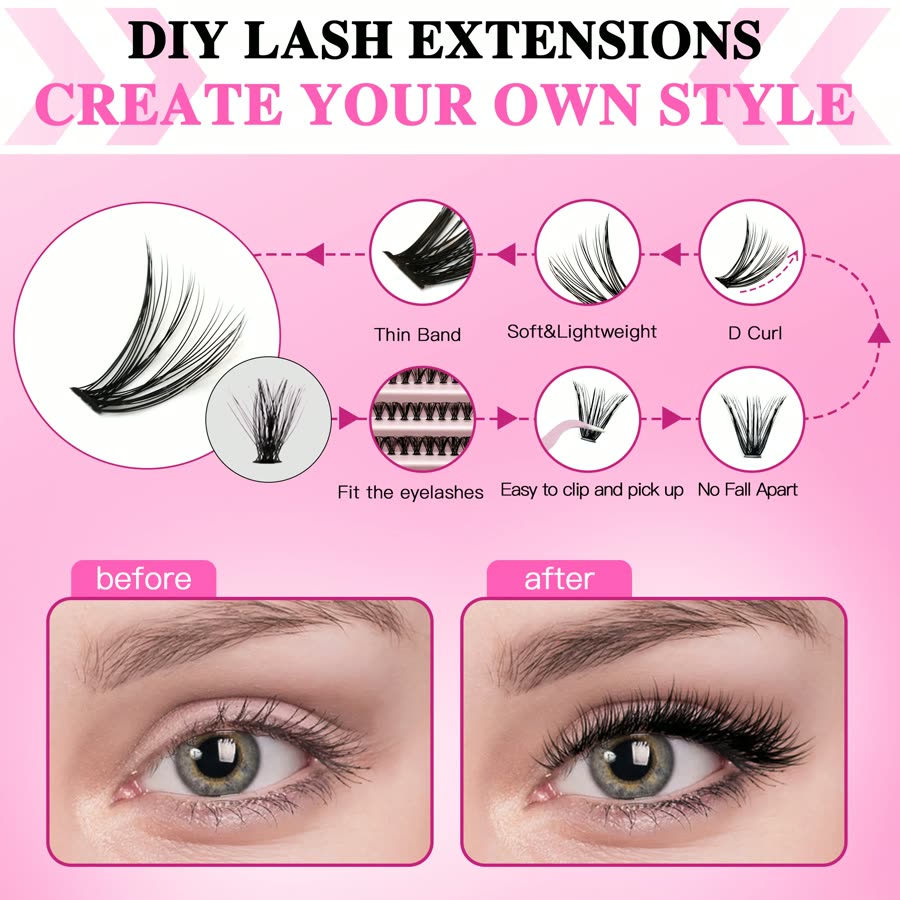 DIY LASH EXTENSIONS
CREATE YOUR OWN STYLE
Thin Band
Soft&Lightweight
D Curl
Fit the eyelashes
Easy to clip and pick up
No Fall Apart
before
after